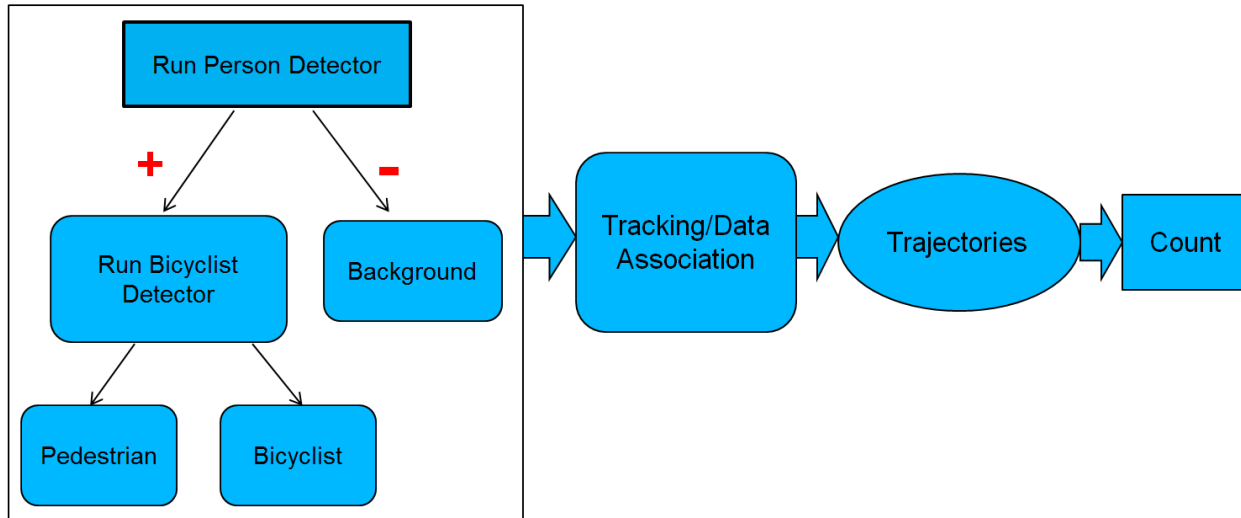 Run Person Detector
+
-
Run Bicyclist
Detector
Background
Pedestrian
Bicyclist
Tracking/Data
Association
Trajectories
Count